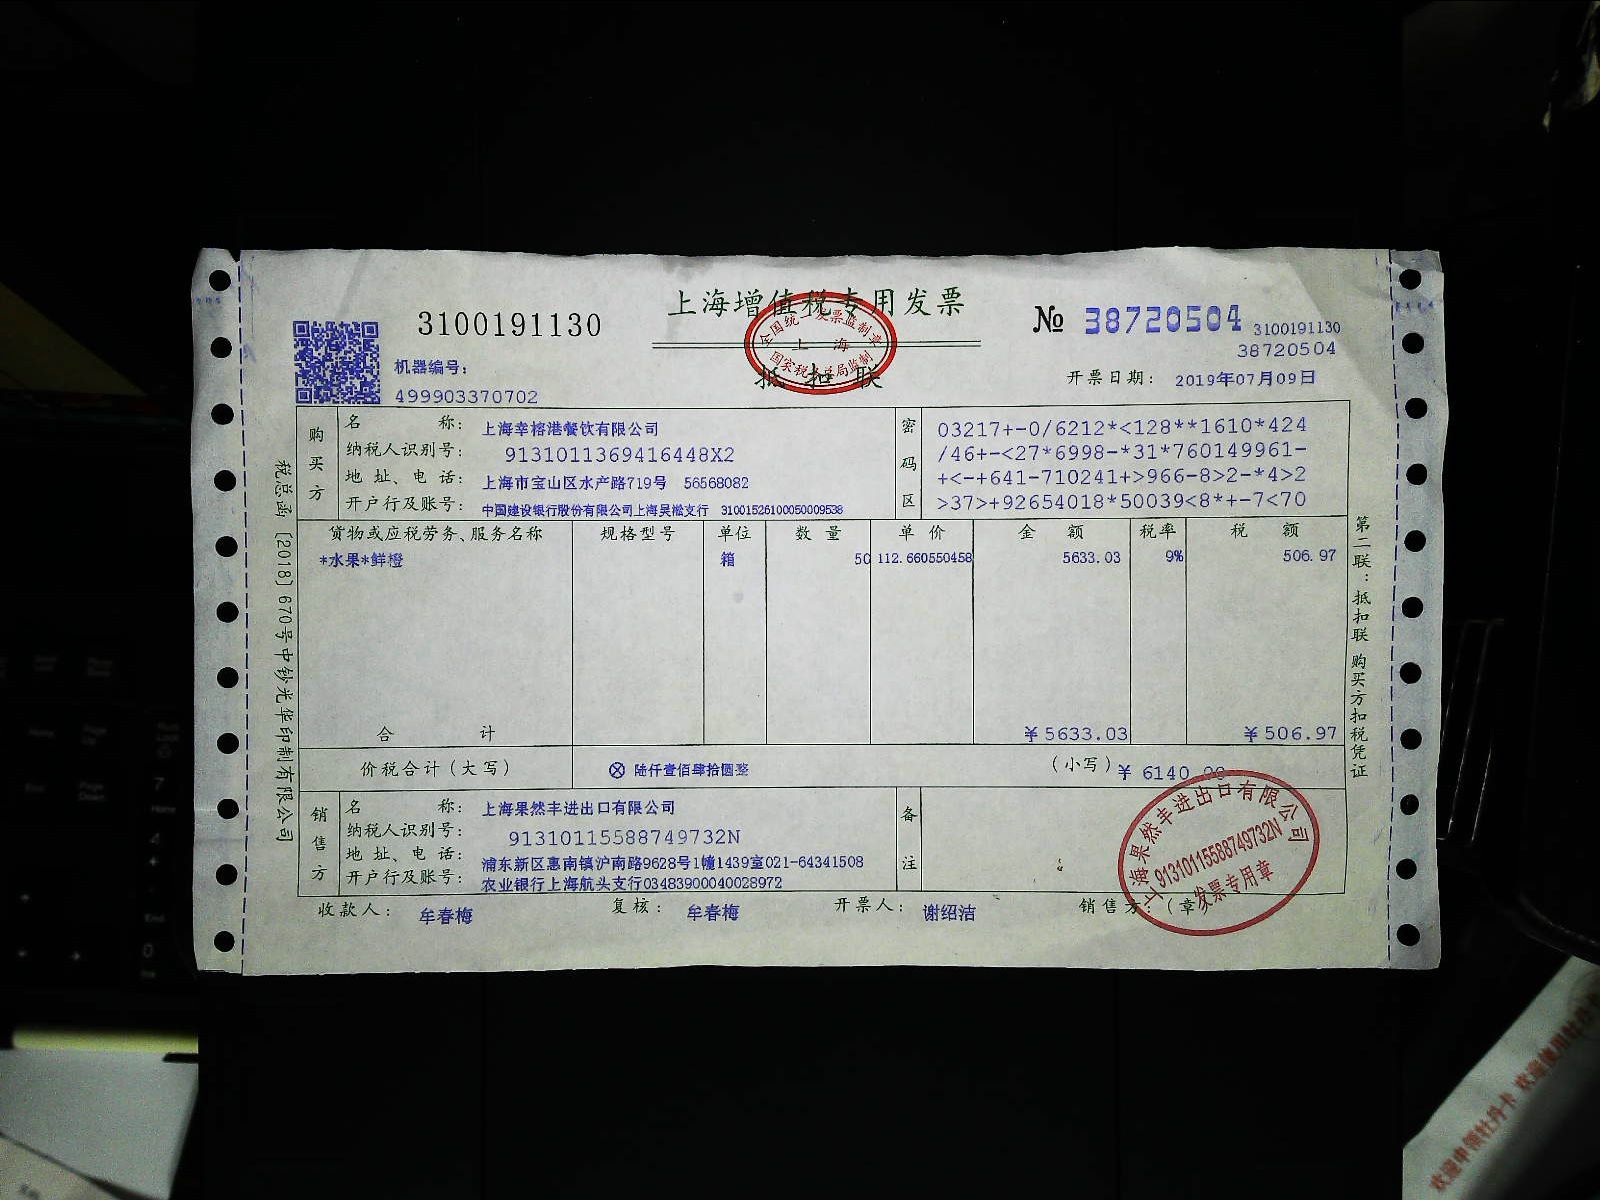 上海增值税专用发票
抵扣联
3100191130
№ 38720504
3100191130
38720504
机器编号:
499903370702
开票日期: 2019年07月09日
全国统一发票监制章
上海
国家税务总局监制
购买方
名称: 上海幸榕港餐饮有限公司
纳税人识别号: 9131011369416448X2
地址、电话: 上海市宝山区水产路719号 56568082
开户行及账号: 中国建设银行股份有限公司上海吴淞支行 31001526100050009538
密码区
03217+-0/6212*<128**1610*424
/46+-<27*6998-*31*760149961-
+<-+641-710241+>966-8>2-*4>2
>37>+92654018*50039<8*+-7<70
货物或应税劳务、服务名称 规格型号 单位 数量 单价 金额 税率 税额
*水果*鲜橙 箱 50 112.660550458 5633.03 9% 506.97
合计 ¥5633.03 ¥506.97
价税合计(大写) ⊗ 陆仟壹佰肆拾圆整 (小写) ¥ 6140.00
销售方
名称: 上海果然丰进出口有限公司
纳税人识别号: 91310115588749732N
地址、电话: 浦东新区惠南镇沪南路9628号1幢1439室021-64341508
开户行及账号: 农业银行上海航头支行03483900040028972
备注
收款人: 牟春梅 复核: 牟春梅 开票人: 谢绍洁 销售方:(章
上海果然丰进出口有限公司
91310115588749732N
发票专用章
税总函[2018]670号中钞光华印制有限公司
第二联:抵扣联 购买方扣税凭证
欢迎申领牡丹卡 欢迎使用牡丹